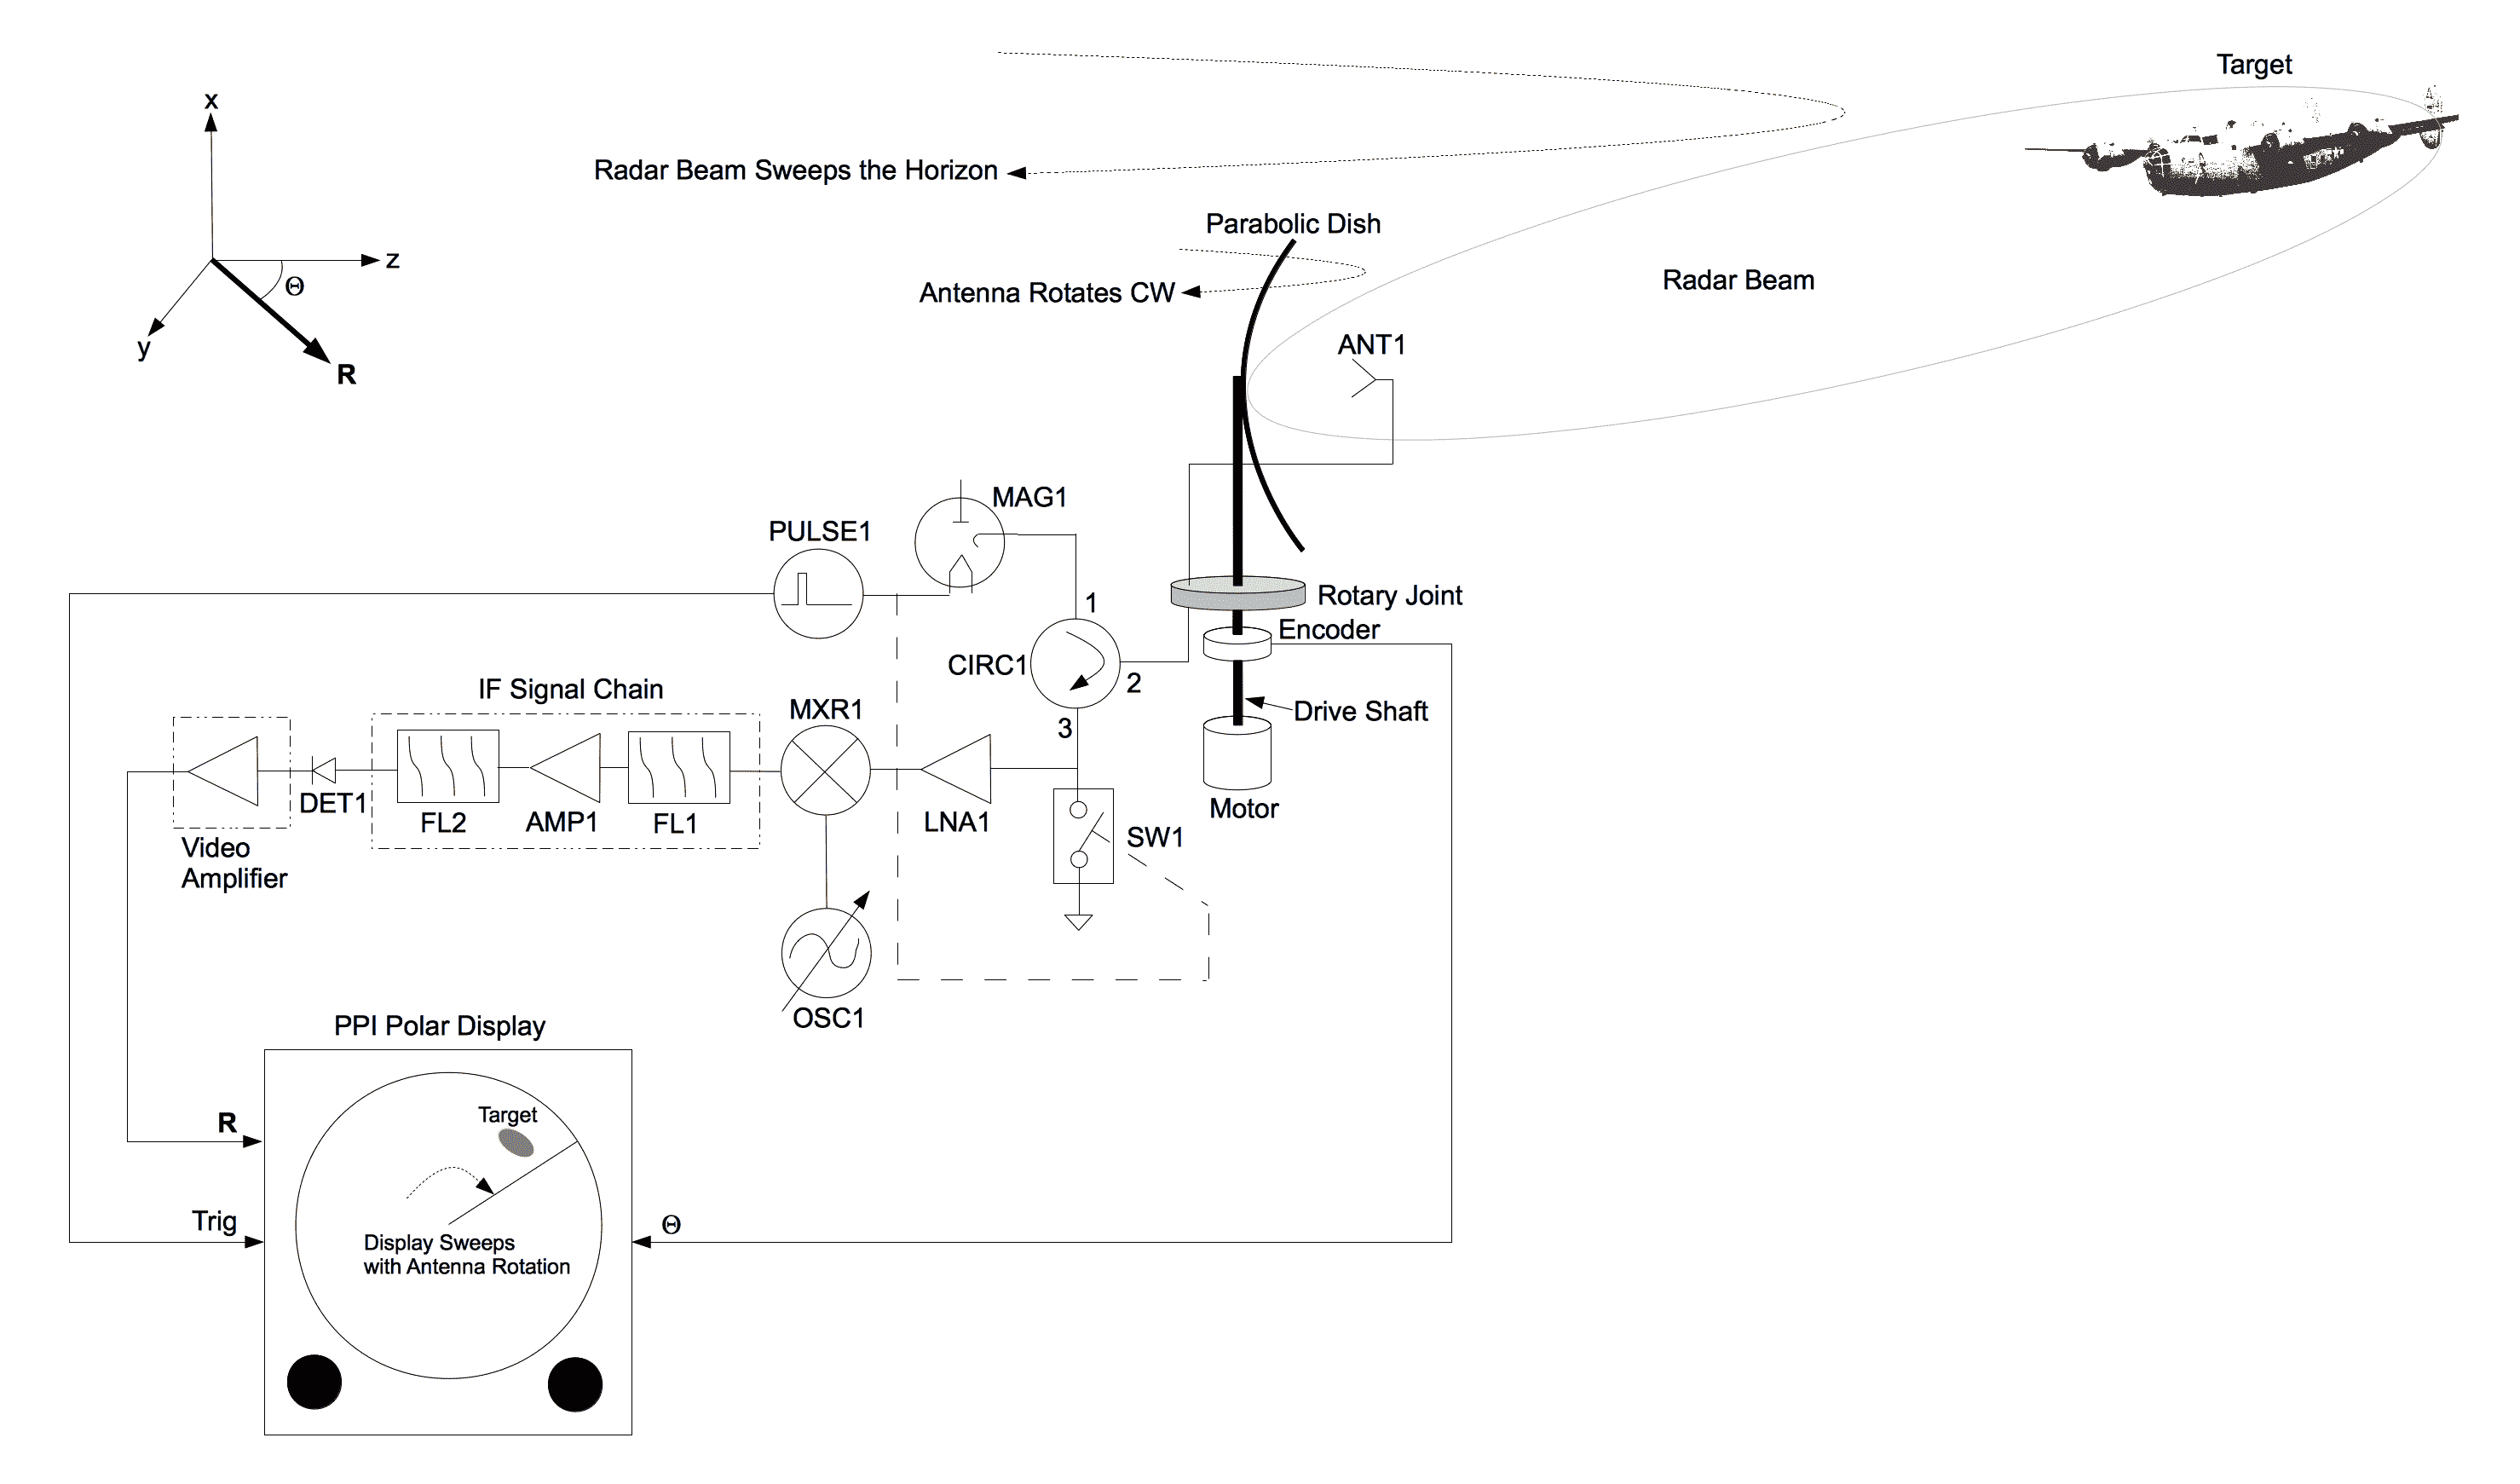 Target
x
Radar Beam Sweeps the Horizon
Parabolic Dish
z
Θ
Radar Beam
Antenna Rotates CW
y
R
ANT1
MAG1
PULSE1
Rotary Joint
1
Encoder
CIRC1
2
IF Signal Chain
MXR1
Drive Shaft
3
DET1
FL2
AMP1
FL1
LNA1
SW1
Motor
Video
Amplifier
OSC1
PPI Polar Display
Target
R
Trig
Θ
Display Sweeps
with Antenna Rotation